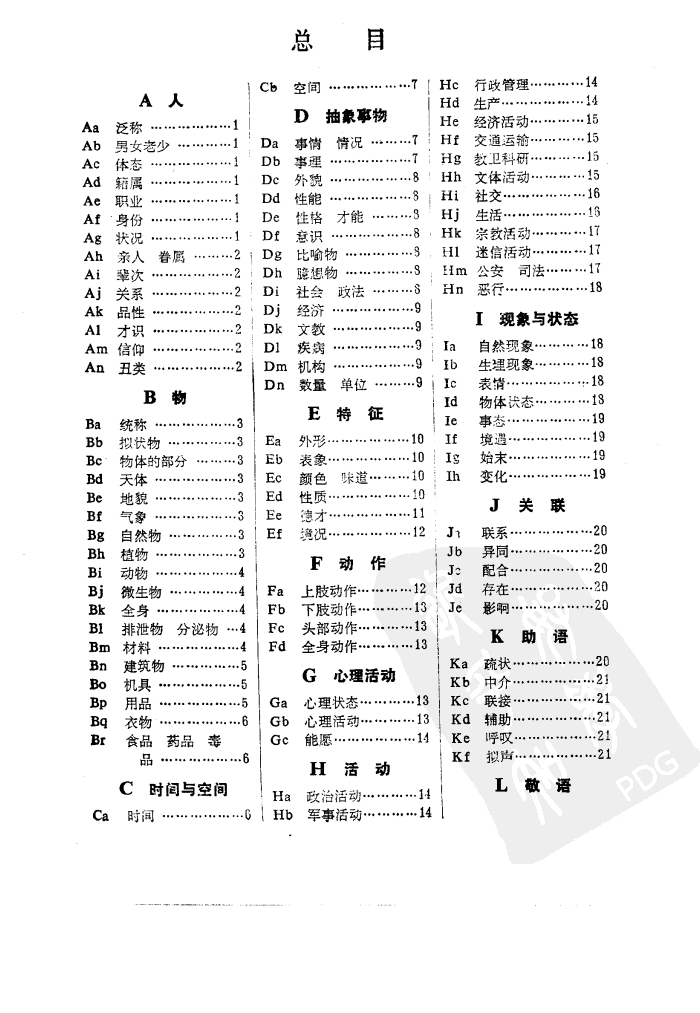 总 目
A 人
Aa 泛称 ………………1
Ab 男女老少 …………1
Ac 体态 ………………1
Ad 籍属 ………………1
Ae 职业 ………………1
Af 身份 ………………1
Ag 状况 ………………1
Ah 亲人 眷属 ………2
Ai 辈次 ………………2
Aj 关系 ………………2
Ak 品性 ………………2
Al 才识 ………………2
Am 信仰 ………………2
An 丑类 ………………2
B 物
Ba 统称 ………………3
Bb 拟状物 ……………3
Bc 物体的部分 ………3
Bd 天体 ………………3
Be 地貌 ………………3
Bf 气象 ………………3
Bg 自然物 ……………3
Bh 植物 ………………3
Bi 动物 ………………4
Bj 微生物 ……………4
Bk 全身 ………………4
Bl 排泄物 分泌物 …4
Bm 材料 ………………4
Bn 建筑物 ……………5
Bo 机具 ………………5
Bp 用品 ………………5
Bq 衣物 ………………6
Br 食品 药品 毒
品 ………………6
C 时间与空间
Ca 时间 ………………6
Cb 空间 ………………7
D 抽象事物
Da 事情 情况 ………7
Db 事理 ………………7
Dc 外貌 ………………8
Dd 性能 ………………8
De 性格 才能 ………8
Df 意识 ………………8
Dg 比喻物 ……………8
Dh 臆想物 ……………8
Di 社会 政法 ………8
Dj 经济 ………………9
Dk 文教 ………………9
Dl 疾病 ………………9
Dm 机构 ………………9
Dn 数量 单位 ………9
E 特 征
Ea 外形………………10
Eb 表象………………10
Ec 颜色 味道………10
Ed 性质………………10
Ee 德才………………11
Ef 境况………………12
F 动 作
Fa 上肢动作…………12
Fb 下肢动作…………13
Fc 头部动作…………13
Fd 全身动作…………13
G 心理活动
Ga 心理状态…………13
Gb 心理活动…………13
Gc 能愿………………14
H 活 动
Ha 政治活动…………14
Hb 军事活动…………14
Hc 行政管理…………14
Hd 生产………………14
He 经济活动…………15
Hf 交通运输…………15
Hg 教卫科研…………15
Hh 文体活动…………15
Hi 社交………………16
Hj 生活………………16
Hk 宗教活动…………17
Hl 迷信活动…………17
Hm 公安 司法………17
Hn 恶行………………18
I 现象与状态
Ia 自然现象…………18
Ib 生理现象…………18
Ic 表情………………18
Id 物体状态…………18
Ie 事态………………19
If 境遇………………19
Ig 始末………………19
Ih 变化………………19
J 关 联
Ja 联系………………20
Jb 异同………………20
Jc 配合………………20
Jd 存在………………20
Je 影响………………20
K 助 语
Ka 疏状………………20
Kb 中介………………21
Kc 联接………………21
Kd 辅助………………21
Ke 呼叹………………21
Kf 拟声………………21
L 敬 语
PDG